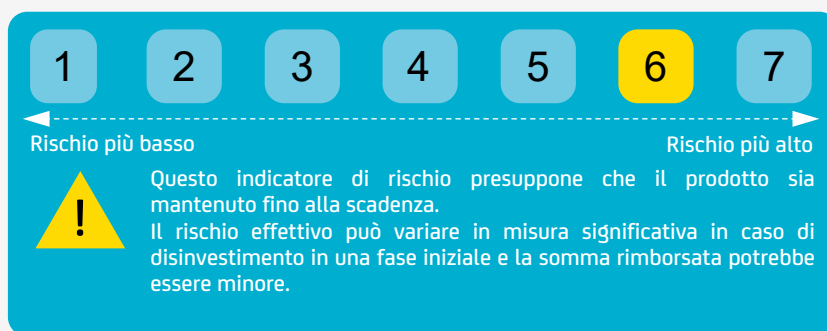 1 2 3 4 5 6 7
Rischio più basso Rischio più alto
!
Questo indicatore di rischio presuppone che il prodotto sia
mantenuto fino alla scadenza.
Il rischio effettivo può variare in misura significativa in caso di
disinvestimento in una fase iniziale e la somma rimborsata potrebbe
essere minore.